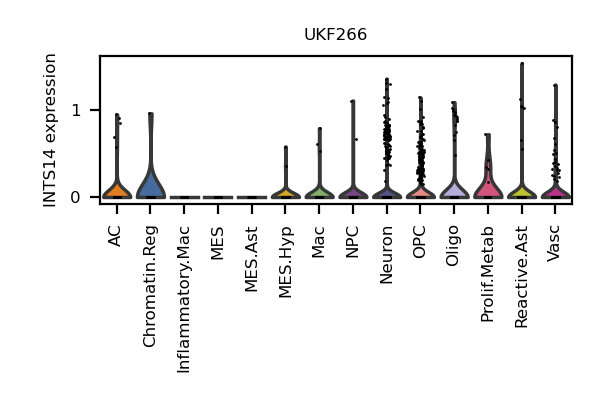 UKF266
INTS14 expression
1
0
AC
Chromatin.Reg
Inflammatory.Mac
MES
MES.Ast
MES.Hyp
Mac
NPC
Neuron
OPC
Oligo
Prolif.Metab
Reactive.Ast
Vasc